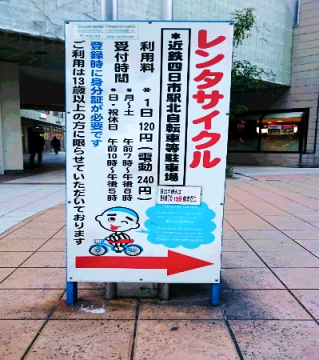 レンタサイクル
＊近鉄四日市駅北自転車等駐車場
利用料 ＊1日120円（電動240円）
受付時間 ＊月～土 午前7時～午後8時
＊日・祝休日 午前10時～午後5時
登録時に身分証が必要です
ご利用は13歳以上の方に限らせていただいております